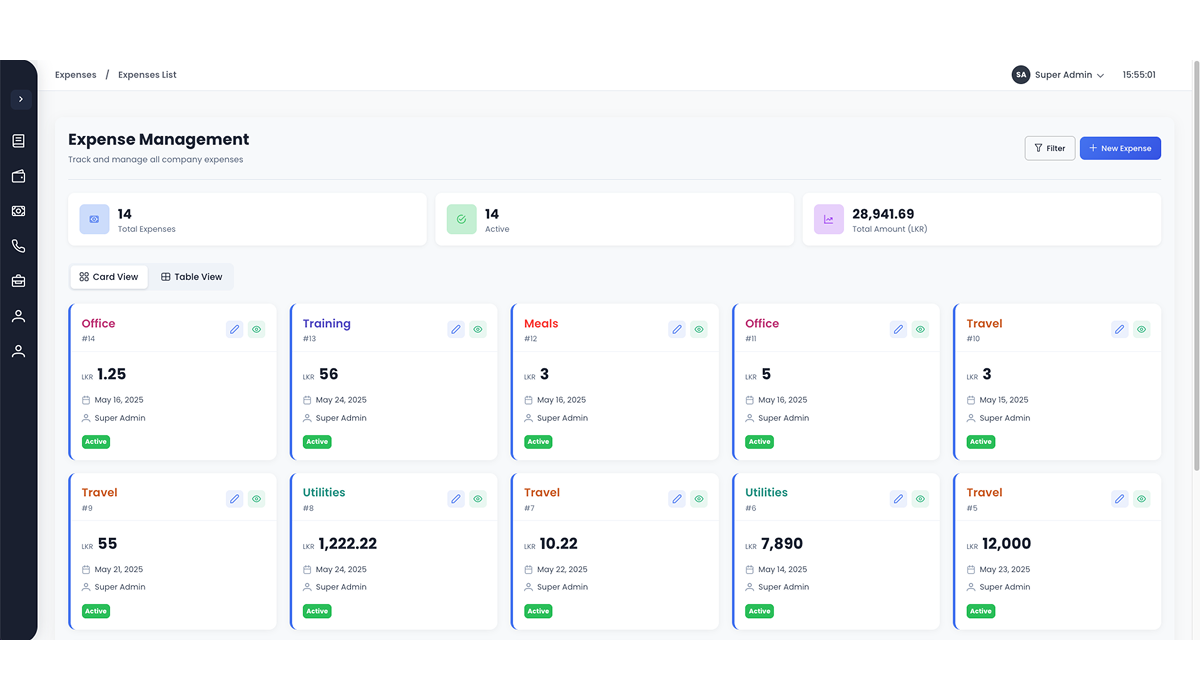 Expenses / Expenses List
SA Super Admin 15:55:01
Expense Management
Track and manage all company expenses
Filter
+ New Expense
14
Total Expenses
14
Active
28,941.69
Total Amount (LKR)
Card View
Table View
Office
#14
LKR 1.25
May 16, 2025
Super Admin
Active
Training
#13
LKR 56
May 24, 2025
Super Admin
Active
Meals
#12
LKR 3
May 16, 2025
Super Admin
Active
Office
#11
LKR 5
May 16, 2025
Super Admin
Active
Travel
#10
LKR 3
May 15, 2025
Super Admin
Active
Travel
#9
LKR 55
May 21, 2025
Super Admin
Active
Utilities
#8
LKR 1,222.22
May 24, 2025
Super Admin
Active
Travel
#7
LKR 10.22
May 22, 2025
Super Admin
Active
Utilities
#6
LKR 7,890
May 14, 2025
Super Admin
Active
Travel
#5
LKR 12,000
May 23, 2025
Super Admin
Active